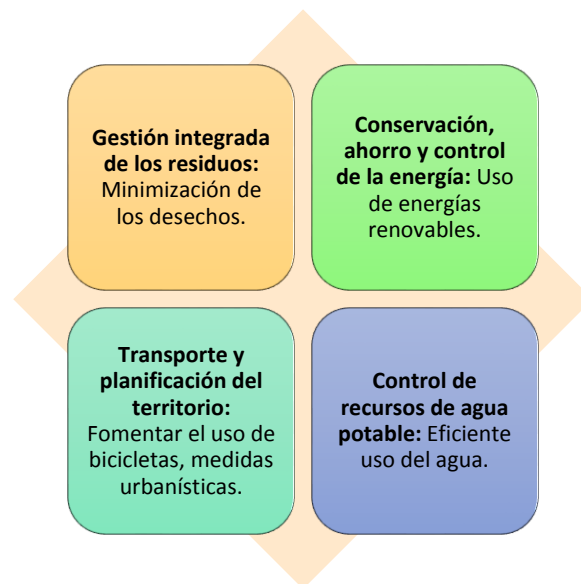 Gestión integrada
de los residuos:
Minimización de
los desechos.
Conservación,
ahorro y control
de la energía: Uso
de energías
renovables.
Transporte y
planificación del
territorio:
Fomentar el uso de
bicicletas, medidas
urbanísticas.
Control de
recursos de agua
potable: Eficiente
uso del agua.